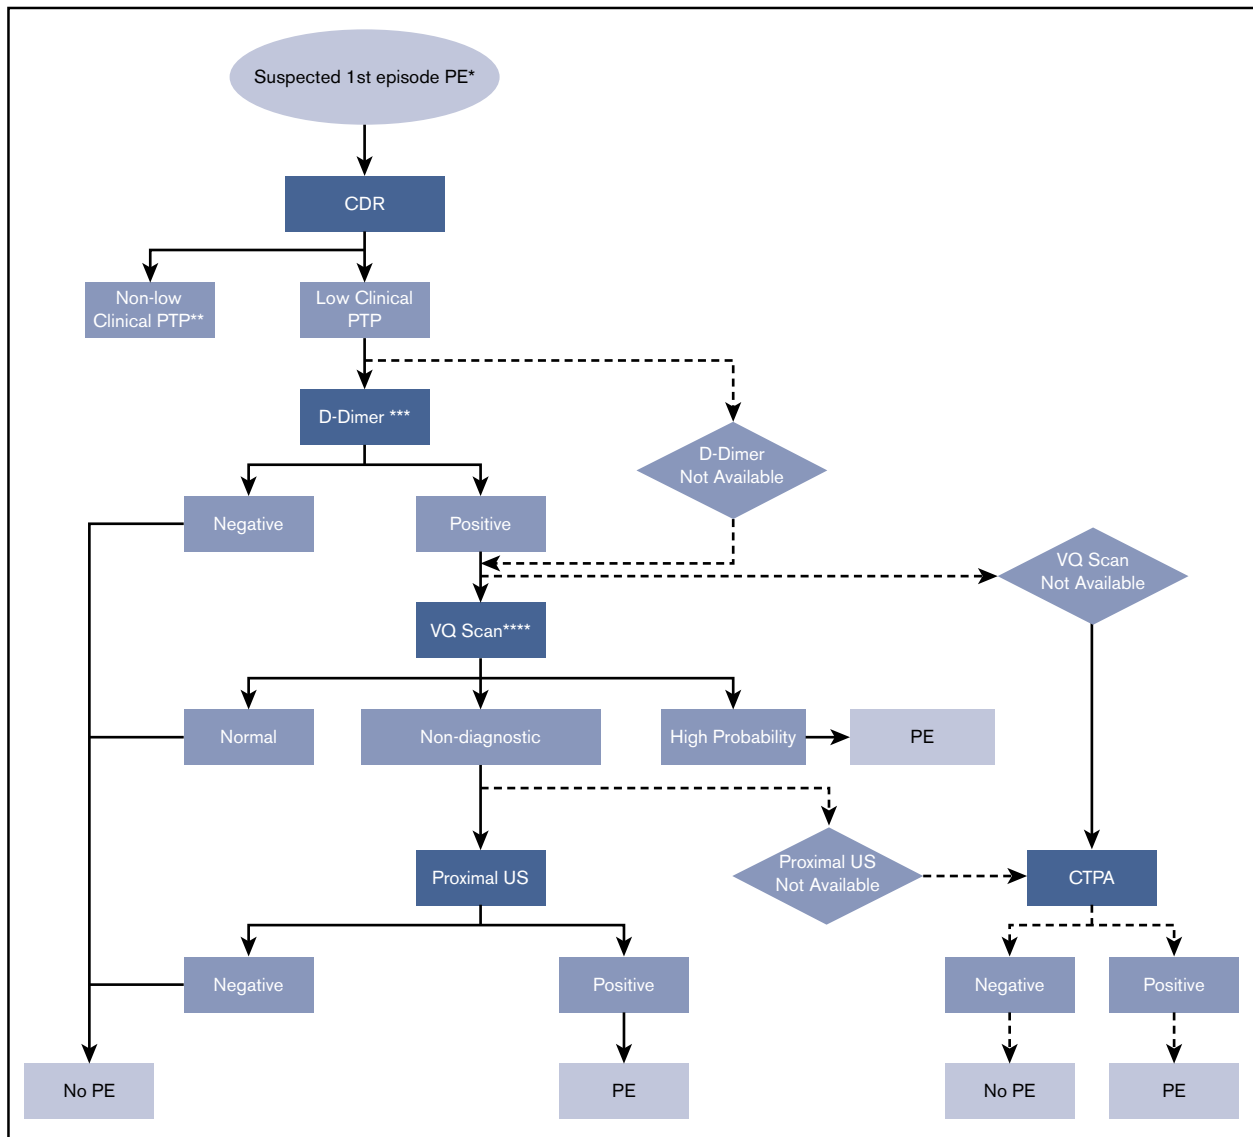 Suspected 1st episode PE*
CDR
Non-low
Clinical PTP**
Low Clinical
PTP
D-Dimer ***
D-Dimer
Not Available
Negative
Positive
VQ Scan
Not Available
VQ Scan****
Normal
Non-diagnostic
High Probability
PE
Proximal US
Proximal US
Not Available
CTPA
Negative
Positive
Negative
Positive
No PE
PE
No PE
PE